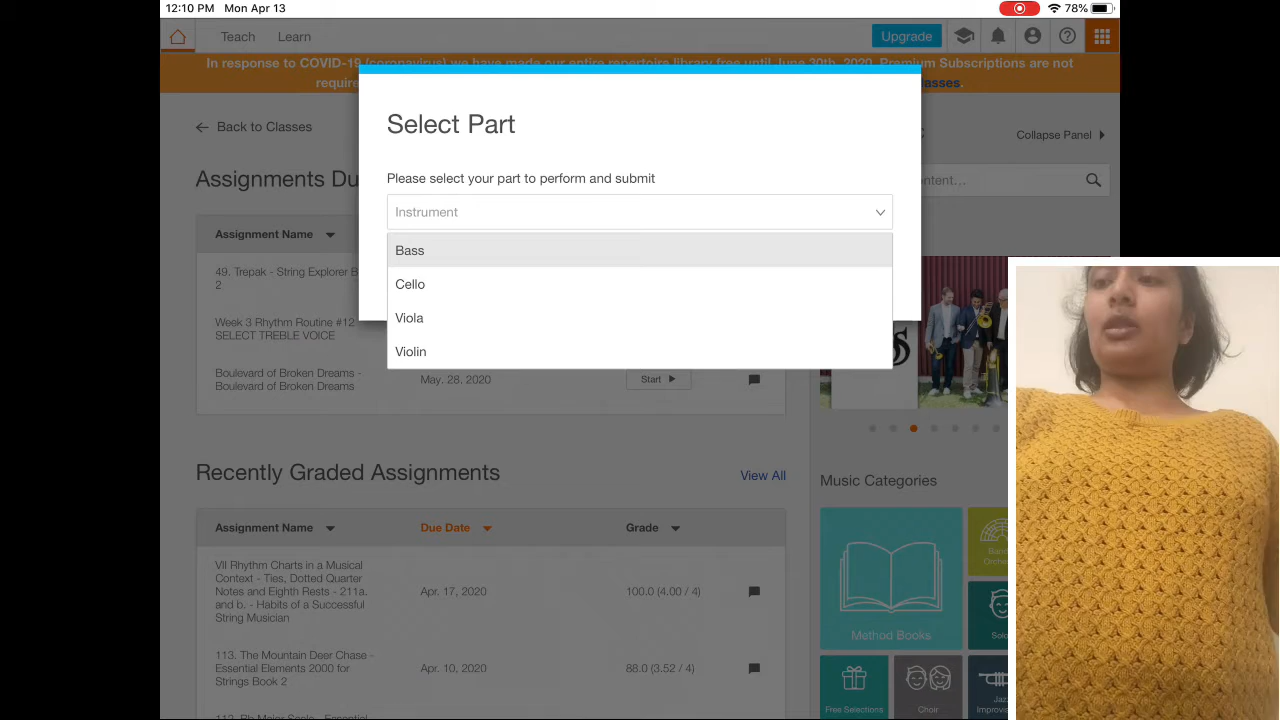 12:10 PM Mon Apr 13
78%
Teach Learn
Upgrade
In response to COVID-19 (coronavirus) we have made our entire repertoire library free until June 30th, 2020. Premium Subscriptions are not
lasses.
Back to Classes
Collapse Panel
Select Part
Assignments Du
Please select your part to perform and submit
ontent...
Instrument
Bass
Cello
Viola
Violin
Assignment Name
49. Trepak - String Explorer B
2
Week 3 Rhythm Routine #12
SELECT TREBLE VOICE
Boulevard of Broken Dreams -
Boulevard of Broken Dreams
May. 28. 2020
Start
Recently Graded Assignments
View All
Assignment Name
Due Date
Grade
VII Rhythm Charts in a Musical
Context - Ties, Dotted Quarter
Notes and Eighth Rests - 211a.
and b. - Habits of a Successful
String Musician
Apr. 17, 2020
100.0 (4.00 / 4)
113. The Mountain Deer Chase -
Essential Elements 2000 for
Strings Book 2
Apr. 10, 2020
88.0 (3.52 / 4)
Music Categories
Method Books
Solo
Free Selections
Choir
Jaz
Improvis